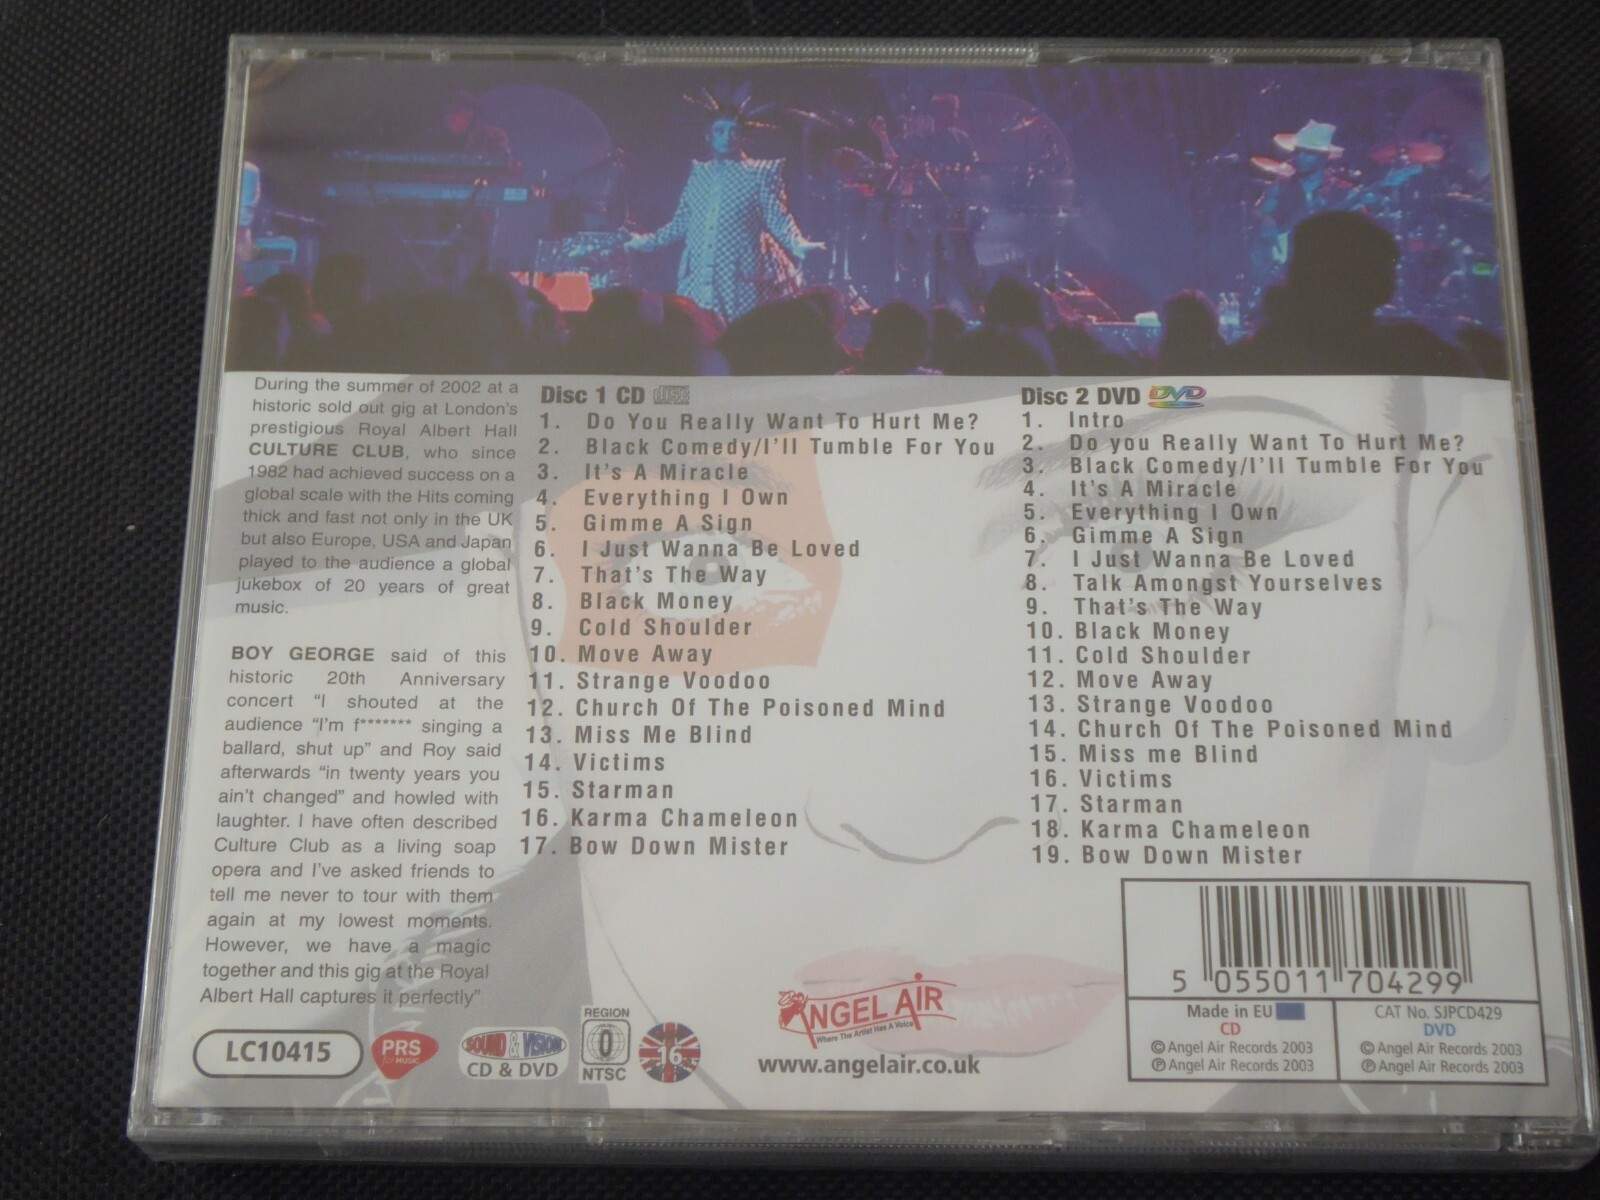 During the summer of 2002 at a
historic sold out gig at London's
prestigious Royal Albert Hall
CULTURE CLUB, who since
1982 had achieved success on a
global scale with the Hits coming
thick and fast not only in the UK
but also Europe, USA and Japan
played to the audience a global
jukebox of 20 years of great
music.
BOY GEORGE said of this
historic 20th Anniversary
concert "I shouted at the
audience "I'm f******* singing a
ballard, shut up" and Roy said
afterwards "in twenty years you
ain't changed" and howled with
laughter. I have often described
Culture Club as a living soap
opera and I've asked friends to
tell me never to tour with them
again at my lowest moments.
However, we have a magic
together and this gig at the Royal
Albert Hall captures it perfectly"
Disc 1 CD disc
1. Do You Really Want To Hurt Me?
2. Black Comedy/I'll Tumble For You
3. It's A Miracle
4. Everything I Own
5. Gimme A Sign
6. I Just Wanna Be Loved
7. That's The Way
8. Black Money
9. Cold Shoulder
10. Move Away
11. Strange Voodoo
12. Church Of The Poisoned Mind
13. Miss Me Blind
14. Victims
15. Starman
16. Karma Chameleon
17. Bow Down Mister
Disc 2 DVD DVD
1. Intro
2. Do you Really Want To Hurt Me?
3. Black Comedy/I'll Tumble For You
4. It's A Miracle
5. Everything I Own
6. Gimme A Sign
7. I Just Wanna Be Loved
8. Talk Amongst Yourselves
9. That's The Way
10. Black Money
11. Cold Shoulder
12. Move Away
13. Strange Voodoo
14. Church Of The Poisoned Mind
15. Miss me Blind
16. Victims
17. Starman
18. Karma Chameleon
19. Bow Down Mister
LC10415
PRS
for MUSIC
SOUND & VISION
CD & DVD
REGION
0
NTSC
16
ANGEL AIR
Where The Artist Has A Voice
www.angelair.co.uk
5 055011 704299
Made in EU
CD
© Angel Air Records 2003
℗ Angel Air Records 2003
CAT No. SJPCD429
DVD
© Angel Air Records 2003
℗ Angel Air Records 2003